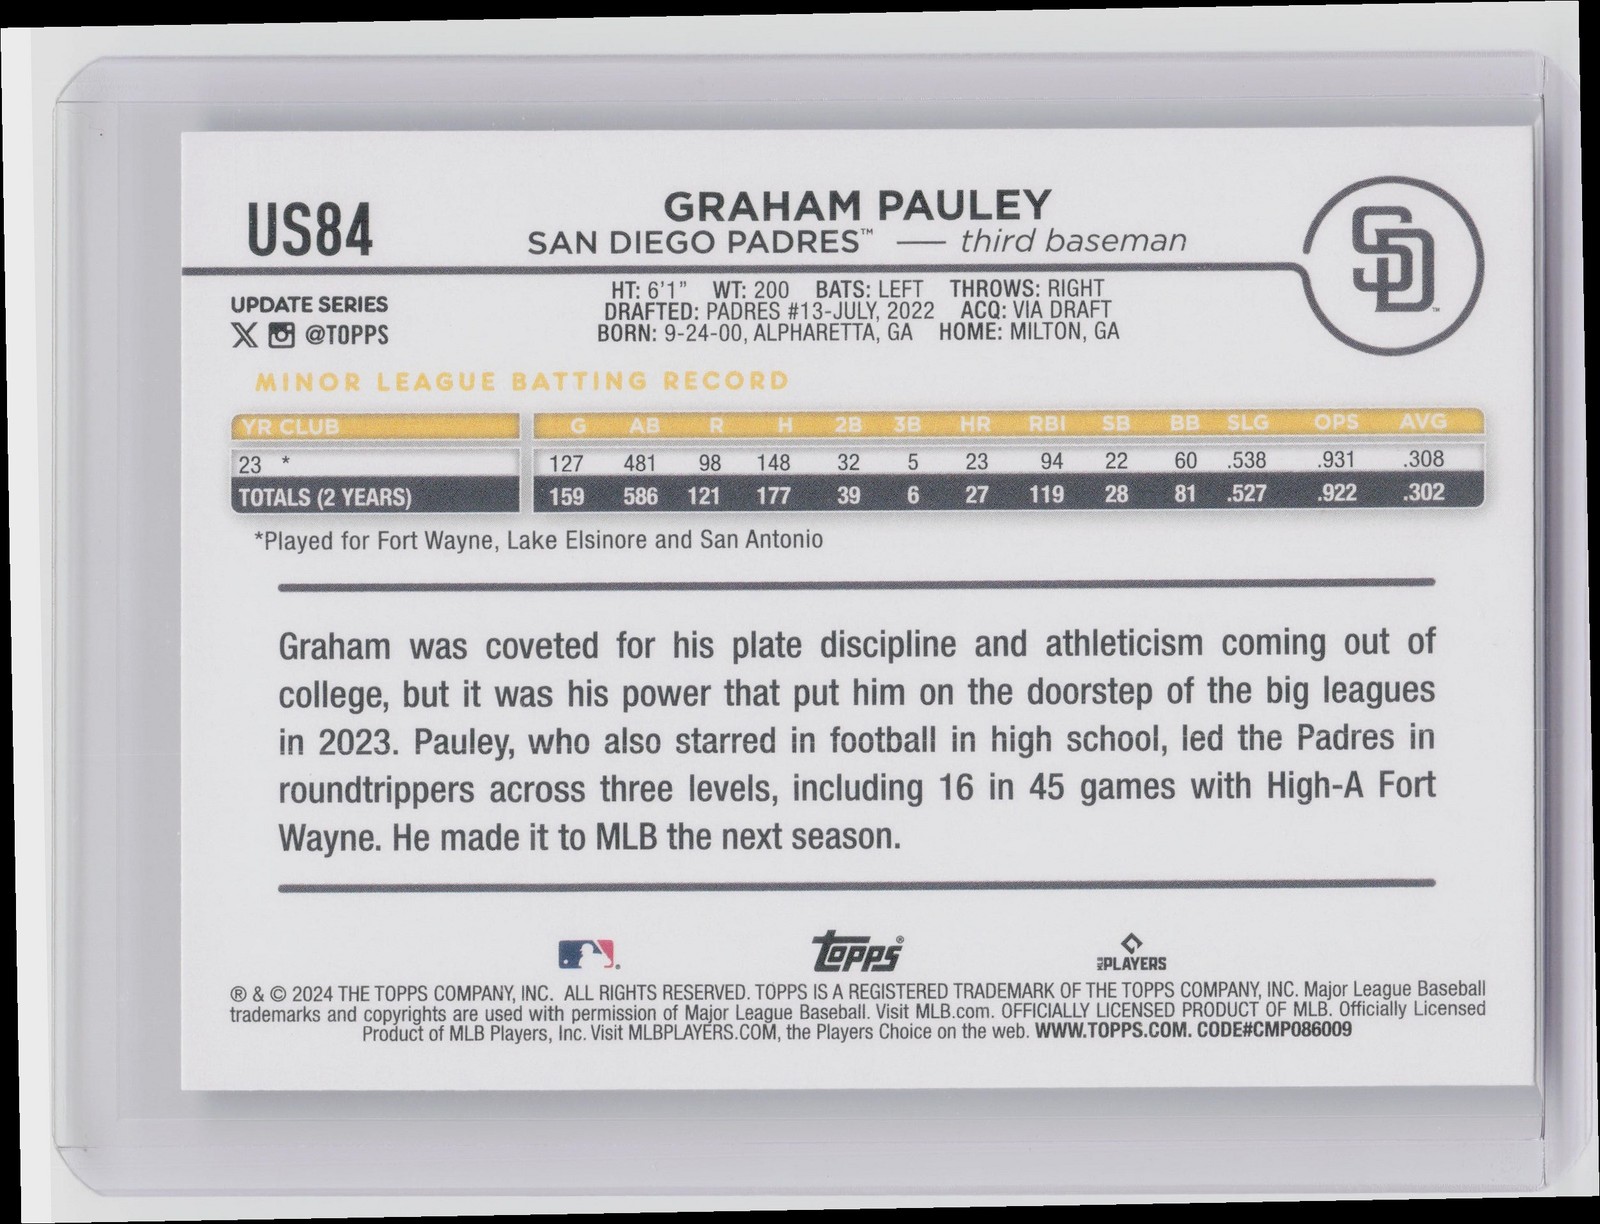 US84
GRAHAM PAULEY
SAN DIEGO PADRES™ — third baseman
SD™
UPDATE SERIES
X @TOPPS
HT: 6'1" WT: 200 BATS: LEFT THROWS: RIGHT
DRAFTED: PADRES #13-JULY, 2022 ACQ: VIA DRAFT
BORN: 9-24-00, ALPHARETTA, GA HOME: MILTON, GA
MINOR LEAGUE BATTING RECORD
YR CLUB G AB R H 2B 3B HR RBI SB BB SLG OPS AVG
23 * 127 481 98 148 32 5 23 94 22 60 .538 .931 .308
TOTALS (2 YEARS) 159 586 121 177 39 6 27 119 28 81 .527 .922 .302
*Played for Fort Wayne, Lake Elsinore and San Antonio
Graham was coveted for his plate discipline and athleticism coming out of
college, but it was his power that put him on the doorstep of the big leagues
in 2023. Pauley, who also starred in football in high school, led the Padres in
roundtrippers across three levels, including 16 in 45 games with High-A Fort
Wayne. He made it to MLB the next season.
Topps®
MLB PLAYERS
® & © 2024 THE TOPPS COMPANY, INC. ALL RIGHTS RESERVED. TOPPS IS A REGISTERED TRADEMARK OF THE TOPPS COMPANY, INC. Major League Baseball
trademarks and copyrights are used with permission of Major League Baseball. Visit MLB.com. OFFICIALLY LICENSED PRODUCT OF MLB. Officially Licensed
Product of MLB Players, Inc. Visit MLBPLAYERS.COM, the Players Choice on the web. WWW.TOPPS.COM. CODE#CMP086009